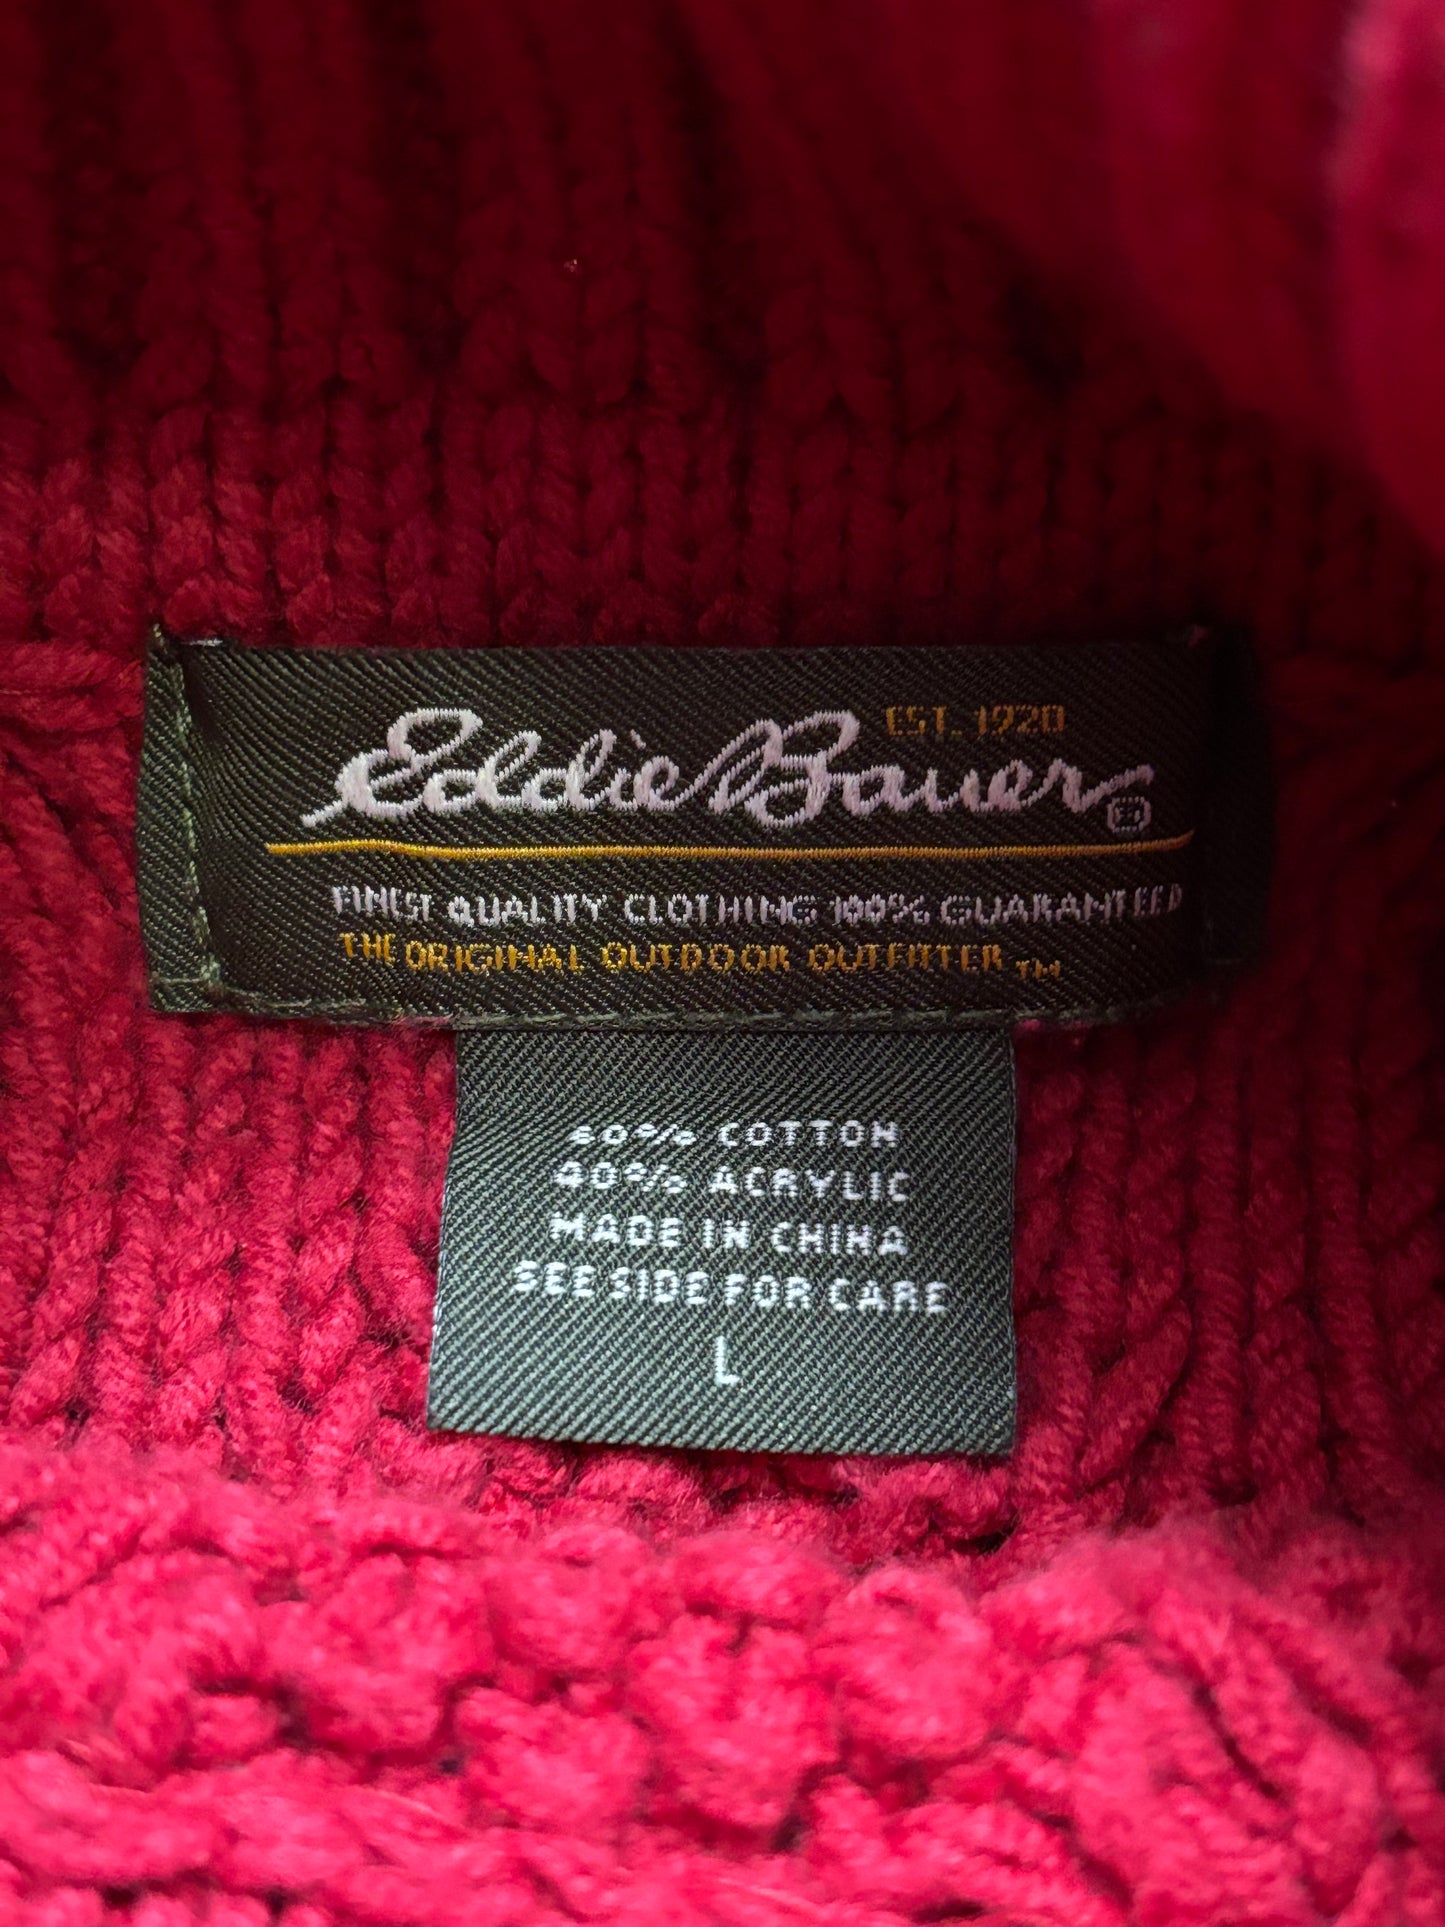 EST. 1920
Eddie Bauer
FINEST QUALITY CLOTHING 100% GUARANTEED
THE ORIGINAL OUTDOOR OUTFITTER TM
60% COTTON
40% ACRYLIC
MADE IN CHINA
SEE SIDE FOR CARE
L